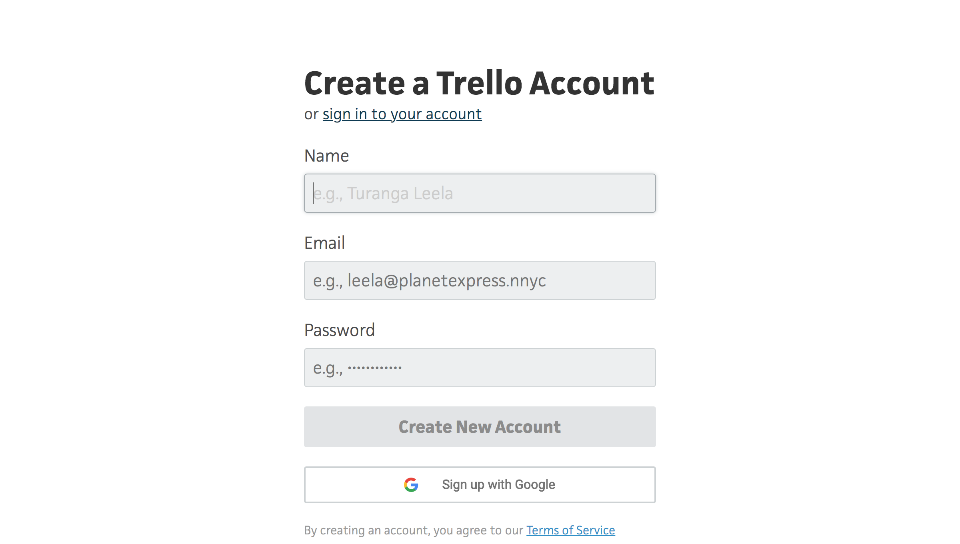 Create a Trello Account
or sign in to your account
Name
e.g., Turanga Leela
Email
e.g., leela@planetexpress.nnyc
Password
e.g., ············
Create New Account
Sign up with Google
By creating an account, you agree to our Terms of Service